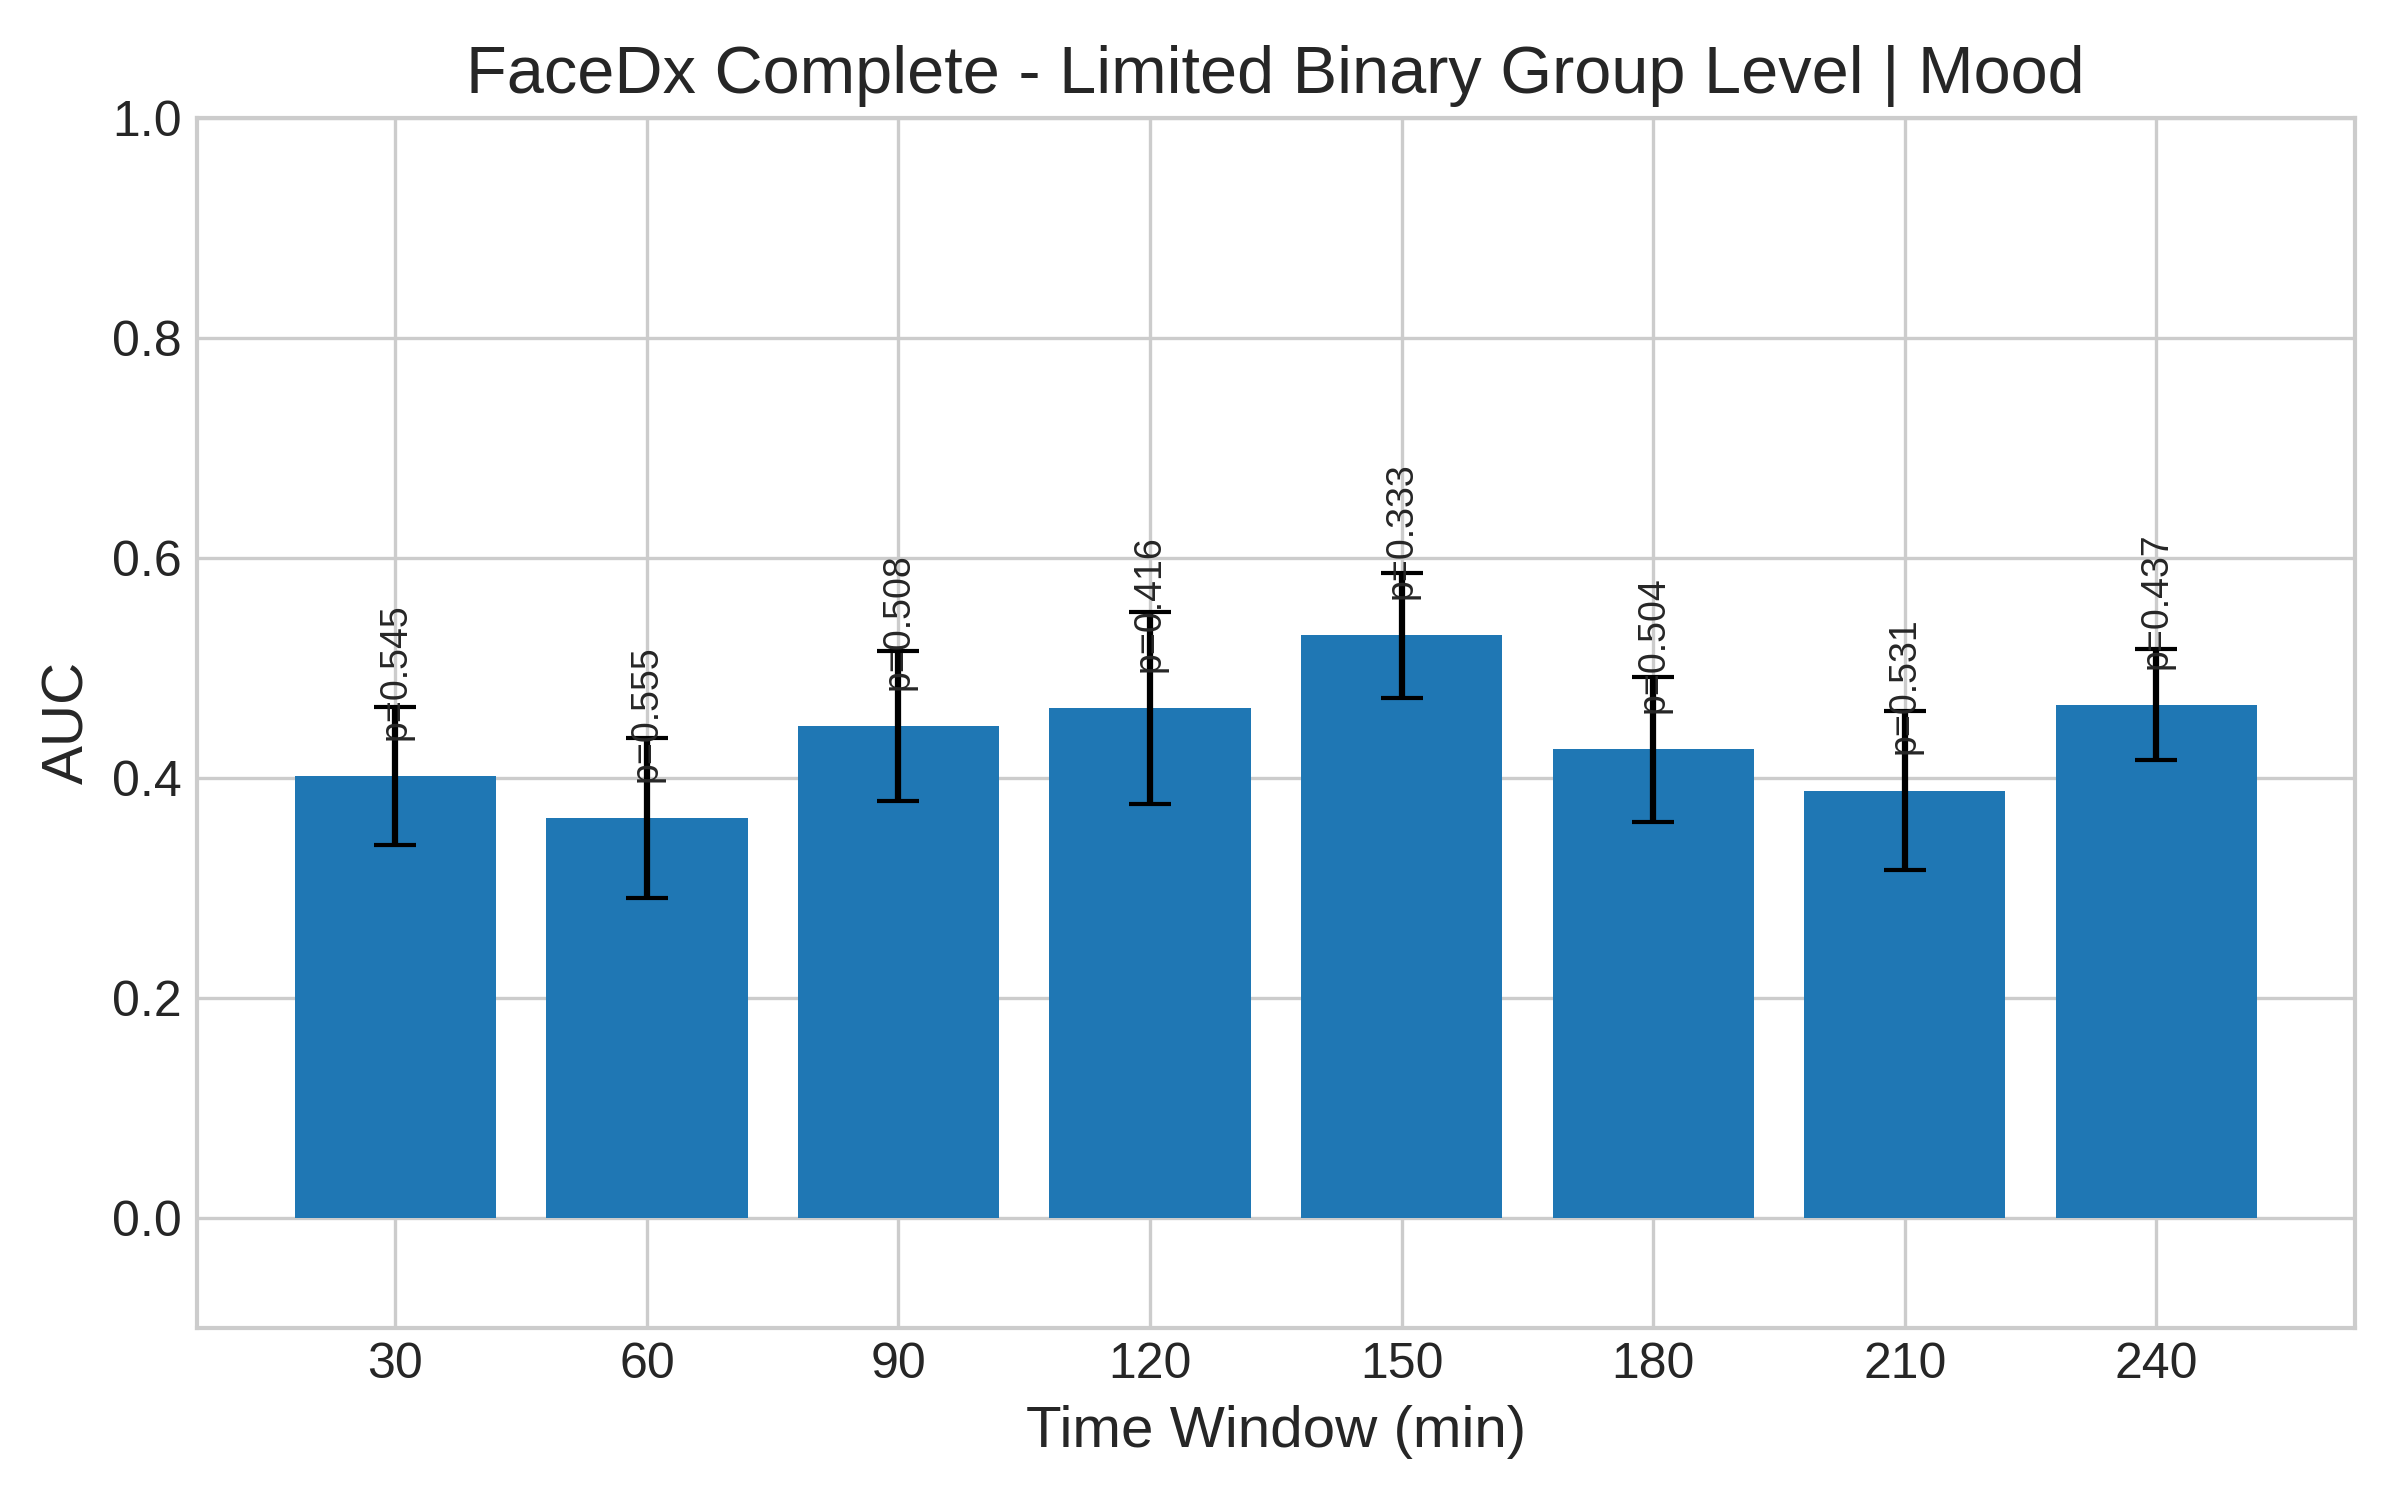 FaceDx Complete - Limited Binary Group Level | Mood
AUC
1.0
0.8
0.6
0.4
0.2
0.0
p=0.545
p=0.555
p=0.508
p=0.416
p=0.333
p=0.504
p=0.531
p=0.437
30 60 90 120 150 180 210 240
Time Window (min)